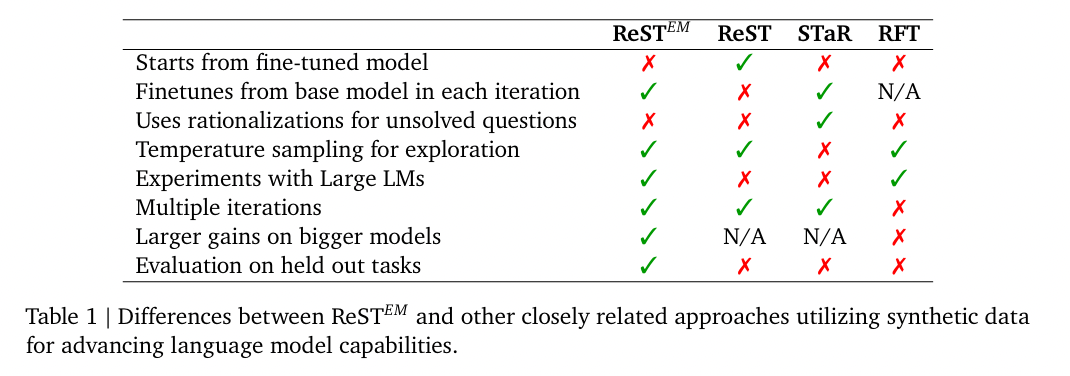 ReST^EM ReST STaR RFT
Starts from fine-tuned model ✗ ✓ ✗ ✗
Finetunes from base model in each iteration ✓ ✗ ✓ N/A
Uses rationalizations for unsolved questions ✗ ✗ ✓ ✗
Temperature sampling for exploration ✓ ✓ ✗ ✓
Experiments with Large LMs ✓ ✗ ✗ ✓
Multiple iterations ✓ ✓ ✓ ✗
Larger gains on bigger models ✓ N/A N/A ✗
Evaluation on held out tasks ✓ ✗ ✗ ✗
Table 1 | Differences between ReST^EM and other closely related approaches utilizing synthetic data
for advancing language model capabilities.